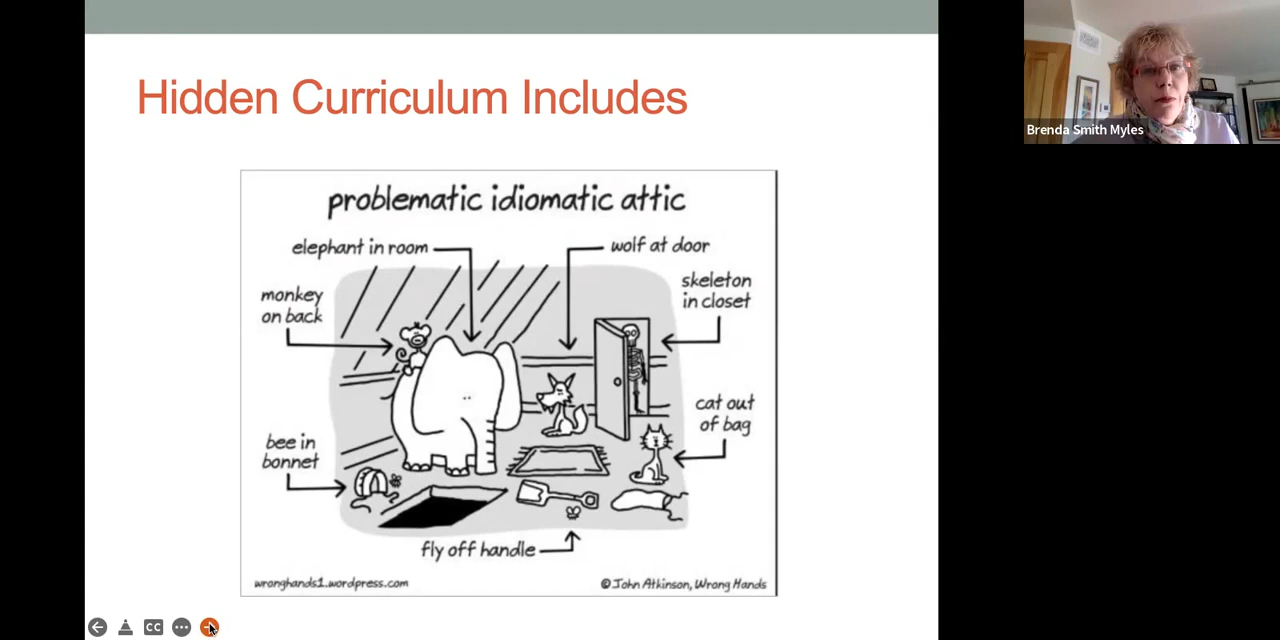 Hidden Curriculum Includes
Brenda Smith Myles
problematic idiomatic attic
elephant in room
wolf at door
skeleton
in closet
monkey
on back
cat out
of bag
bee in
bonnet
fly off handle
wronghands1.wordpress.com
© John Atkinson, Wrong Hands
CC